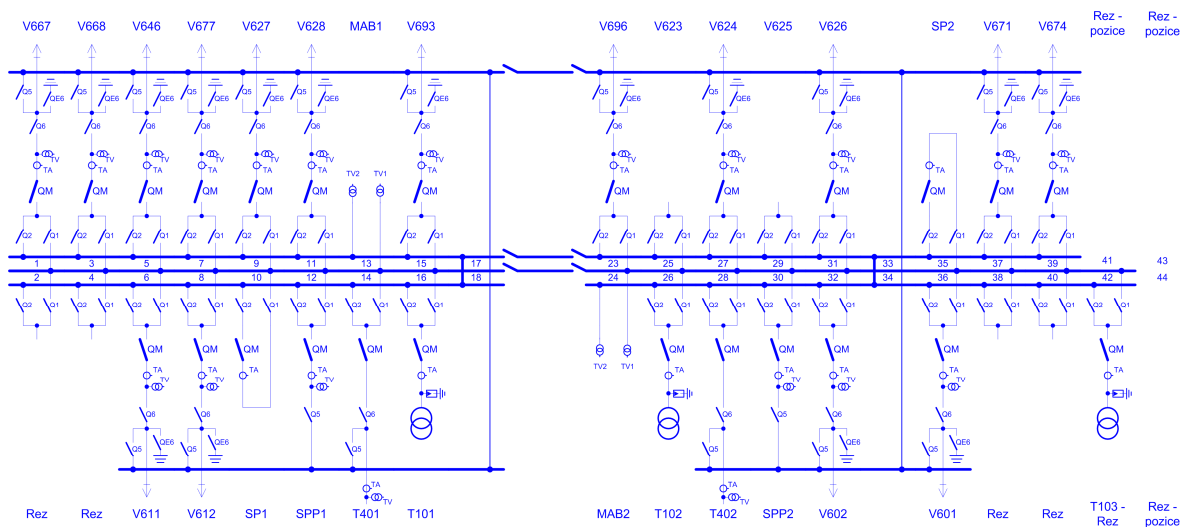 V667 V668 V646 V677 V627 V628 MAB1 V693 V696 V623 V624 V625 V626 SP2 V671 V674 Rez - pozice Rez - pozice
Q5 QE6 Q5 QE6 Q5 QE6 Q5 QE6 Q5 QE6 Q5 QE6 Q5 QE6 Q5 QE6 Q5 QE6 Q5 QE6 Q5 QE6
Q6 Q6 Q6 Q6 Q6 Q6 Q6 Q6 Q6 Q6 Q6
TV TV TV TV TV TV TV TV TV TV TV
TA TA TA TA TA TA TA TA TA TA TA TA
TV2 TV1
QM QM QM QM QM QM QM QM QM QM QM
Q2 Q1 Q2 Q1 Q2 Q1 Q2 Q1 Q2 Q1 Q2 Q1 Q2 Q1 Q2 Q1 Q2 Q1 Q2 Q1 Q2 Q1 Q2 Q1 Q2 Q1 Q2 Q1 Q2 Q1
1 3 5 7 9 11 13 15 17 23 25 27 29 31 33 35 37 39 41 43
2 4 6 8 10 12 14 16 18 24 26 28 30 32 34 36 38 40 42 44
Q2 Q1 Q2 Q1 Q2 Q1 Q2 Q1 Q2 Q1 Q2 Q1 Q2 Q1 Q2 Q1 Q2 Q1 Q2 Q1 Q2 Q1 Q2 Q1 Q2 Q1 Q2 Q1 Q2 Q1 Q2 Q1
QM QM QM QM QM QM QM QM QM QM QM QM
TV2 TV1
TA TA TA TA TA TA TA TA TA TA
TV TV TV TV TV TV
Q6 Q6 Q5 Q6 Q6 Q5 Q6 Q6
Q5 QE6 Q5 QE6 Q5 Q5 Q5 QE6 Q5 QE6
TA TA
TV TV
Rez Rez V611 V612 SP1 SPP1 T401 T101 MAB2 T102 T402 SPP2 V602 V601 Rez Rez T103 - Rez Rez - pozice